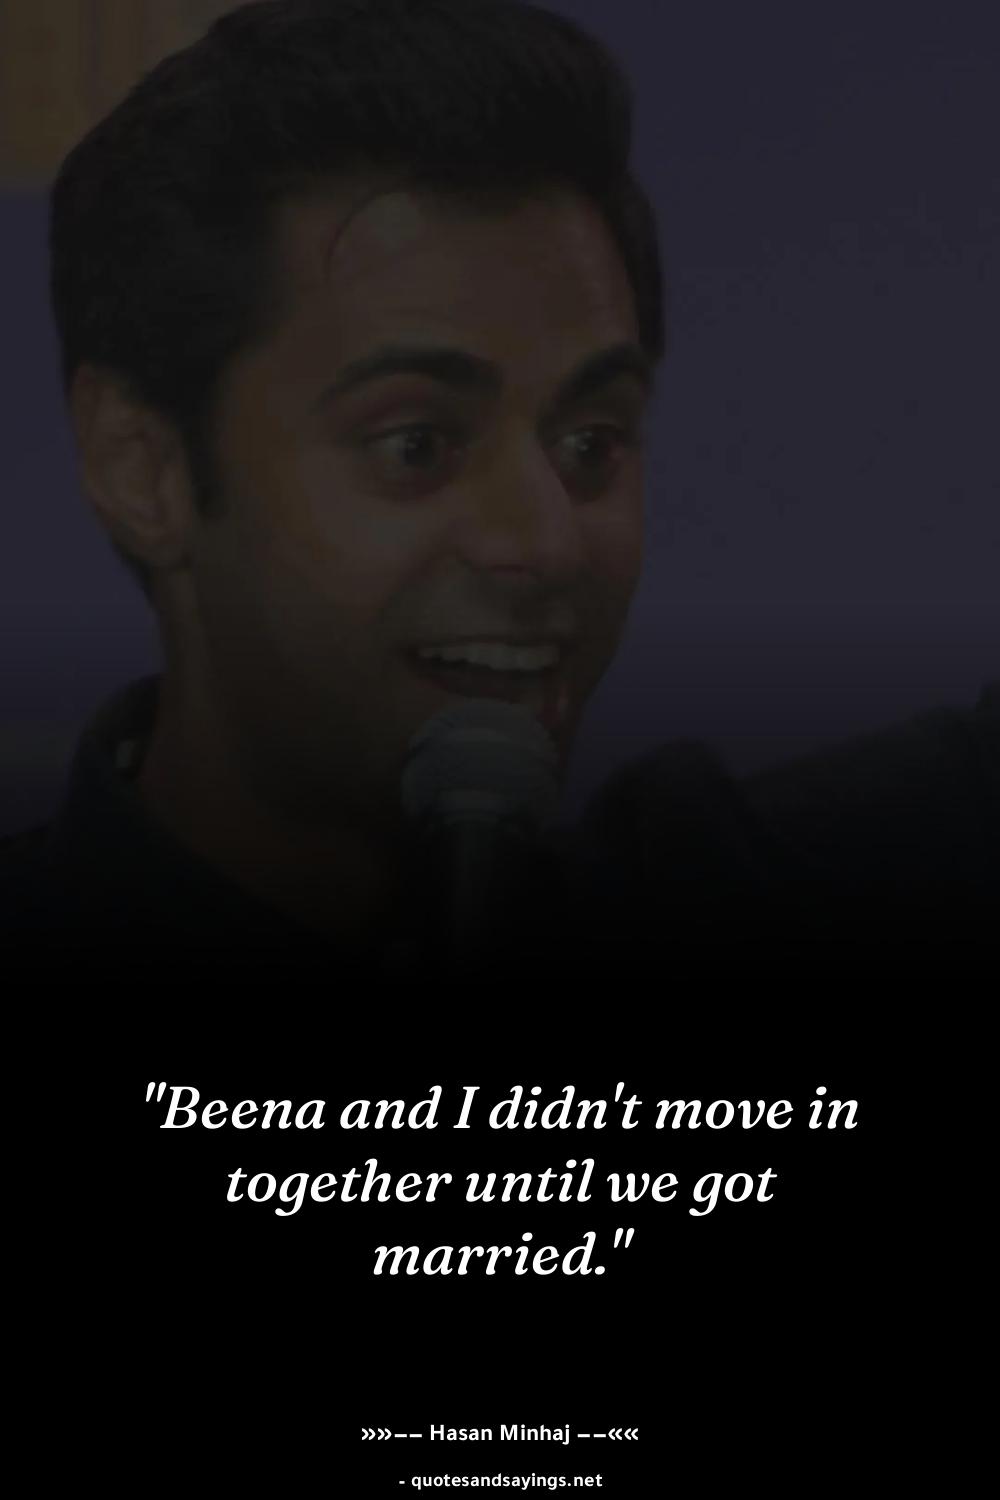 "Beena and I didn't move in
together until we got
married."
»»–– Hasan Minhaj ––««
- quotesandsayings.net